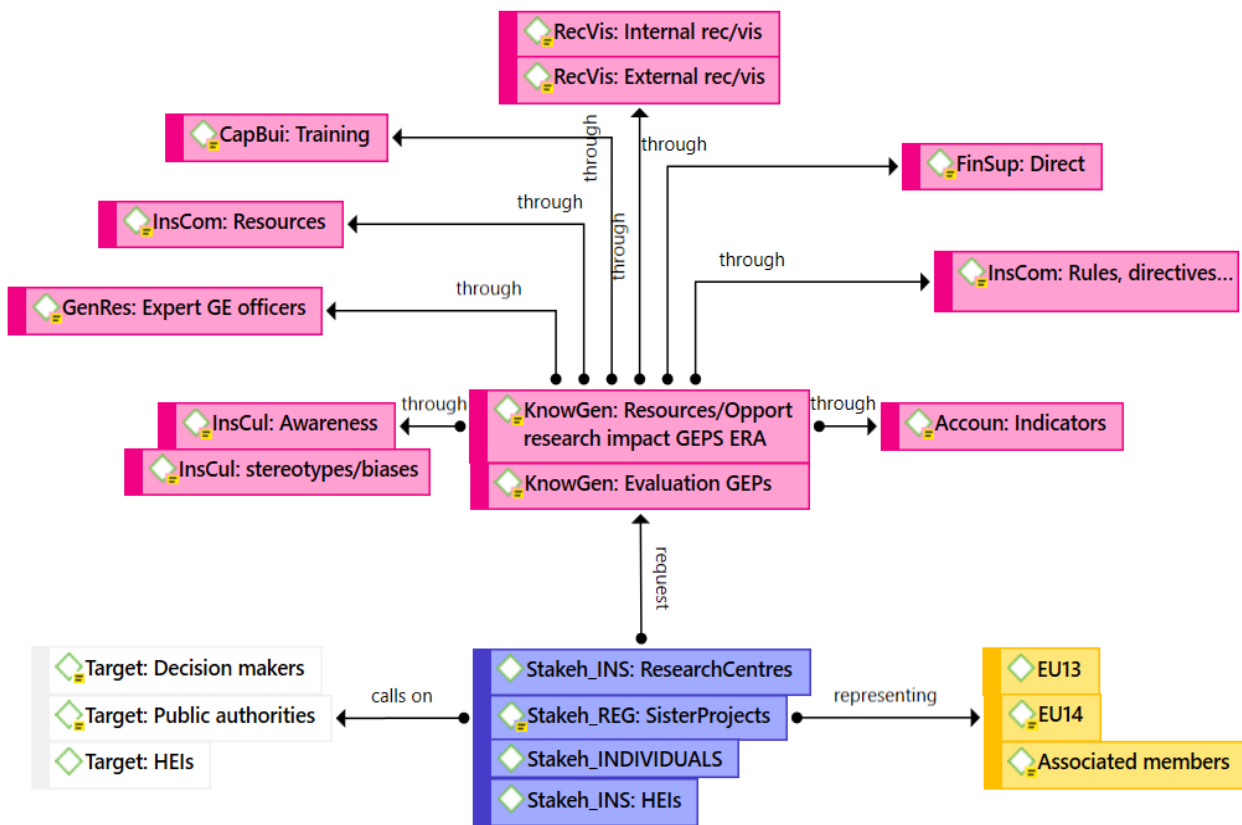 RecVis: Internal rec/vis
RecVis: External rec/vis
CapBui: Training
through
through
FinSup: Direct
InsCom: Resources
through
through
InsCom: Rules, directives...
through
GenRes: Expert GE officers
through
InsCul: Awareness
through
KnowGen: Resources/Opport
research impact GEPS ERA
through
Accoun: Indicators
InsCul: stereotypes/biases
KnowGen: Evaluation GEPs
request
Target: Decision makers
Stakeh_INS: ResearchCentres
EU13
calls on
representing
Target: Public authorities
Stakeh_REG: SisterProjects
EU14
Target: HEIs
Stakeh_INDIVIDUALS
Associated members
Stakeh_INS: HEIs